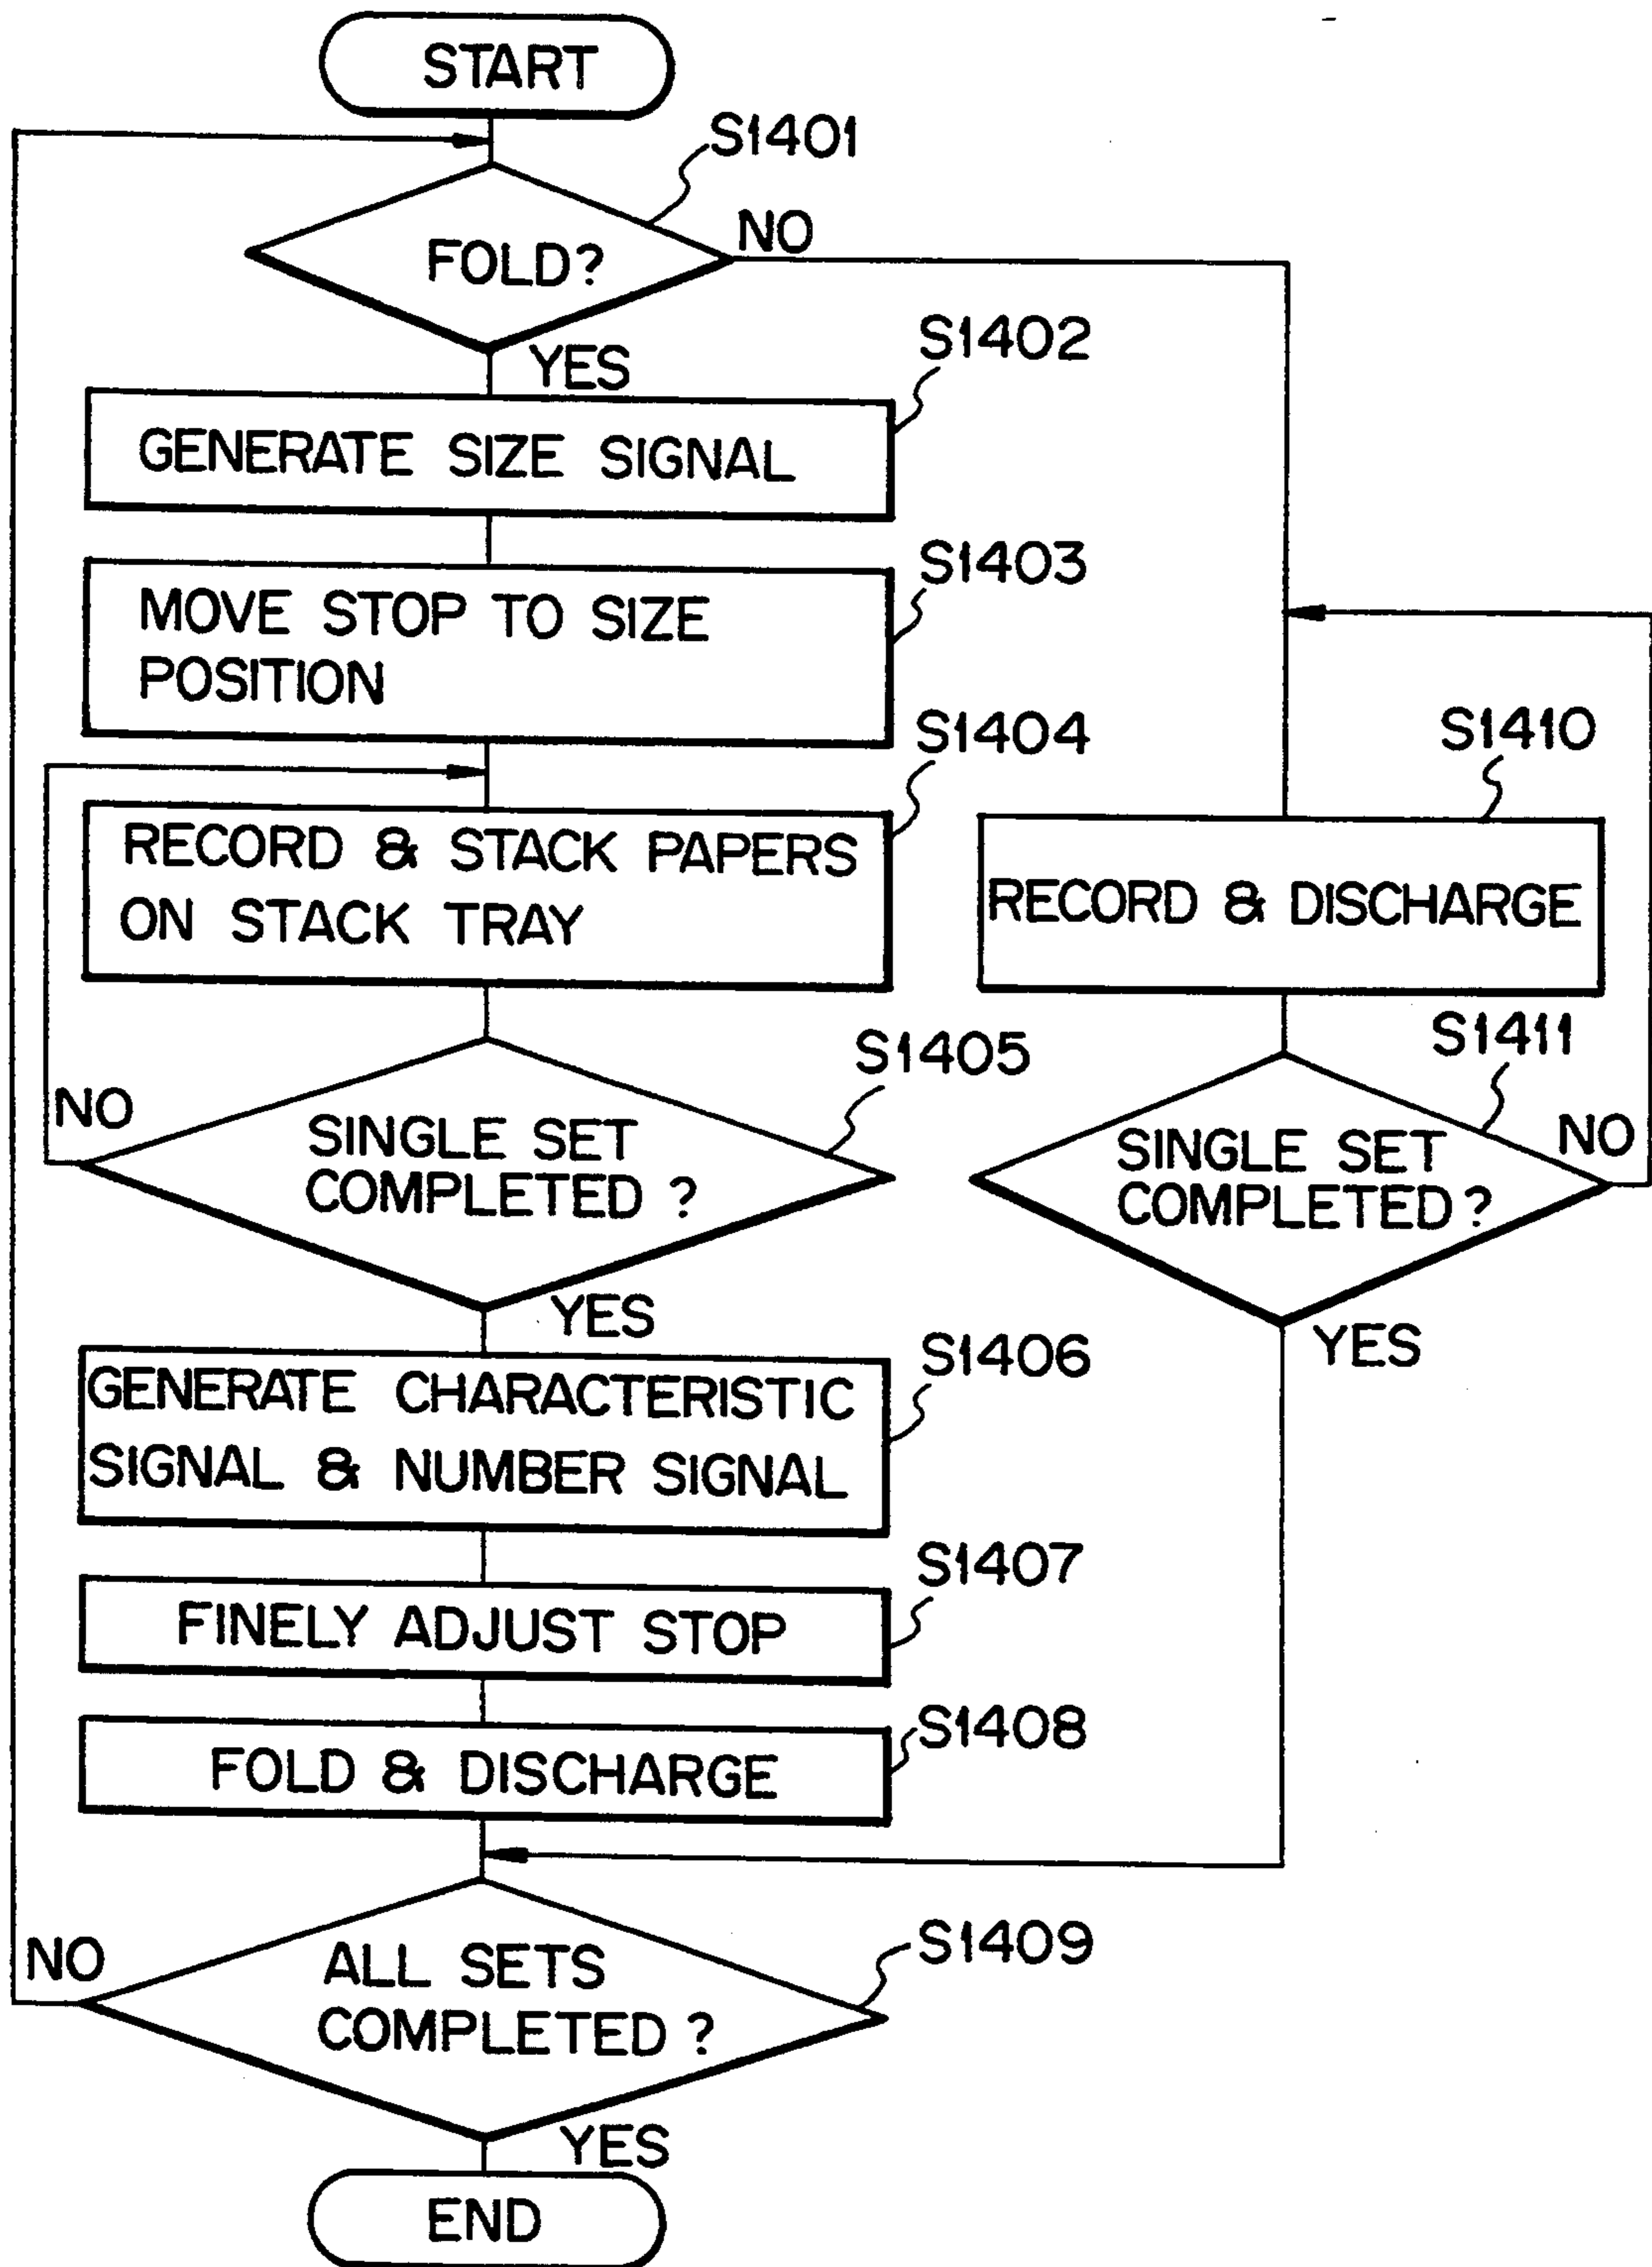 START
S1401
NO
FOLD?
S1402
YES
GENERATE SIZE SIGNAL
S1403
MOVE STOP TO SIZE
POSITION
S1404
RECORD & STACK PAPERS
ON STACK TRAY
S1405
NO
SINGLE SET
COMPLETED ?
YES
S1406
GENERATE CHARACTERISTIC
SIGNAL & NUMBER SIGNAL
S1407
FINELY ADJUST STOP
S1408
FOLD & DISCHARGE
S1410
RECORD & DISCHARGE
S1411
SINGLE SET
COMPLETED ?
NO
YES
S1409
NO
ALL SETS
COMPLETED ?
YES
END